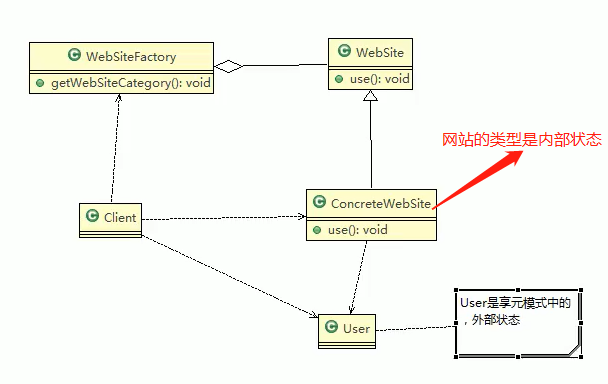 WebSiteFactory
getWebSiteCategory(): void
WebSite
use(): void
网站的类型是内部状态
Client
ConcreteWebSite
use(): void
User
User是享元模式中的
，外部状态